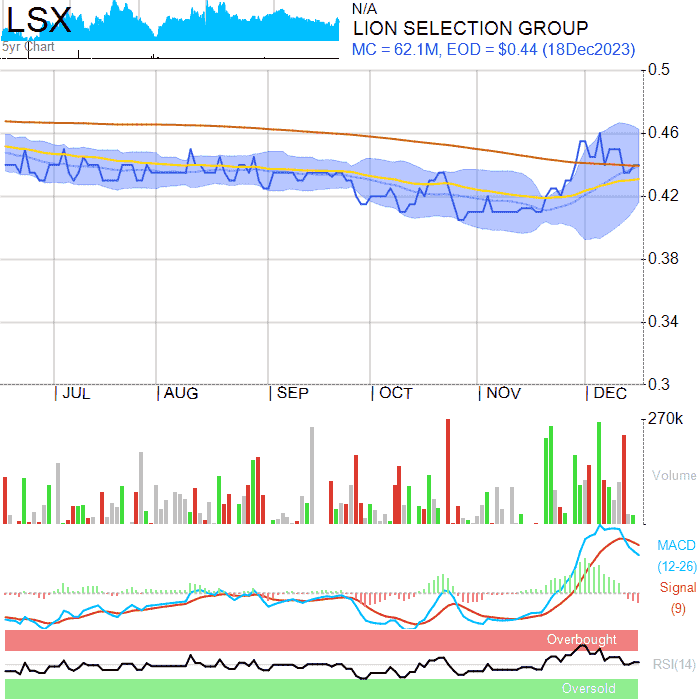 LSX
5yr Chart
N/A
LION SELECTION GROUP
MC = 62.1M, EOD = $0.44 (18Dec2023)
0.5
0.46
0.42
0.38
0.34
0.3
JUL AUG SEP OCT NOV DEC
270k
Volume
MACD
(12-26)
Signal
(9)
Overbought
RSI(14)
Oversold